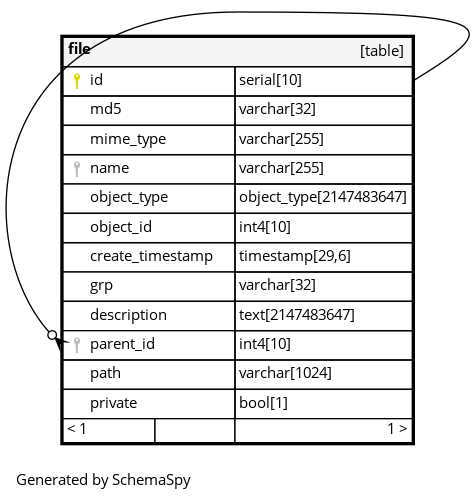 file [table]
id serial[10]
md5 varchar[32]
mime_type varchar[255]
name varchar[255]
object_type object_type[2147483647]
object_id int4[10]
create_timestamp timestamp[29,6]
grp varchar[32]
description text[2147483647]
parent_id int4[10]
path varchar[1024]
private bool[1]
< 1 1 >
Generated by SchemaSpy